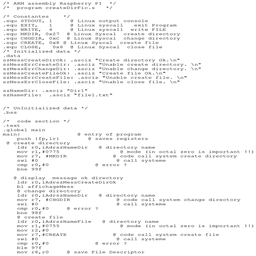 /* ARM assembly Raspberry PI  */
/*  program createDirFic.s   */

/* Constantes    */
.equ STDOUT, 1     @ Linux output console
.equ EXIT,   1     @ Linux syscall  exit Program
.equ WRITE,  4     @ Linux syscall  write FILE
.equ MKDIR, 0x27  @ Linux Syscal  create directory
.equ CHGDIR, 0xC  @ Linux Syscal  change directory
.equ CREATE, 0x8  @ Linux Syscal  create file
.equ CLOSE,  0x6  @ Linux Syscal  close file
/* Initialized data */
.data
szMessCreateDirOk: .asciz "Create directory Ok.\n"
szMessErrCreateDir: .asciz "Unable create directory. \n"
szMessErrChangeDir: .asciz "Unable change directory. \n"
szMessCreateFileOk: .asciz "Create file Ok.\n"
szMessErrCreateFile: .asciz "Unable create file. \n"
szMessErrCloseFile: .asciz "Unable close file. \n"

szNameDir: .asciz "Dir1"
szNameFile:  .asciz "file1.txt"

/* UnInitialized data */
.bss

/*  code section */
.text
.global main
main:             @ entry of program
    push {fp,lr}      @ saves registers
  @ create directory
    ldr r0,iAdrszNameDir   @ directory name
    mov r1,#0775                 @ mode (in octal zero is important !!)
    mov r7, #MKDIR             @ code call system create directory
    swi #0                      @ call systeme
    cmp r0,#0             @ error ?
    bne 99f

    @ display  message ok directory
    ldr r0,iAdrszMessCreateDirOk
    bl affichageMess
    @ change directory
    ldr r0,iAdrszNameDir   @ directory name
    mov r7, #CHGDIR             @ code call system change directory
    swi #0                      @ call systeme
    cmp r0,#0    @ error ?
    bne 98f
    @ create file
    ldr r0,iAdrszNameFile   @ directory name
    mov r1,#0755                 @ mode (in octal zero is important !!)
    mov r2,#0
    mov r7,#CREATE             @ code call system create file
    swi #0                      @ call systeme
    cmp r0,#0             @ error ?
    ble 97f
    mov r8,r0     @ save File Descriptor